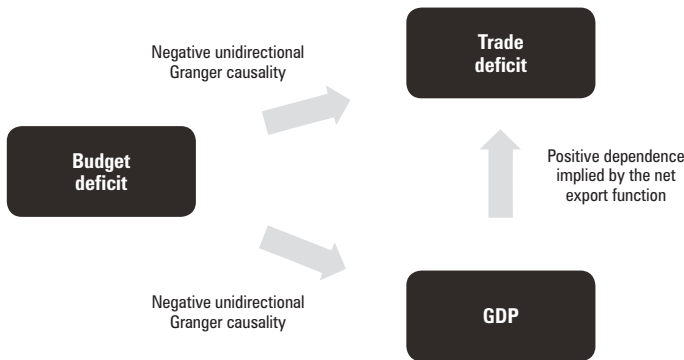 Negative unidirectional
Granger causality
Trade
deficit
Budget
deficit
Positive dependence
implied by the net
export function
Negative unidirectional
Granger causality
GDP